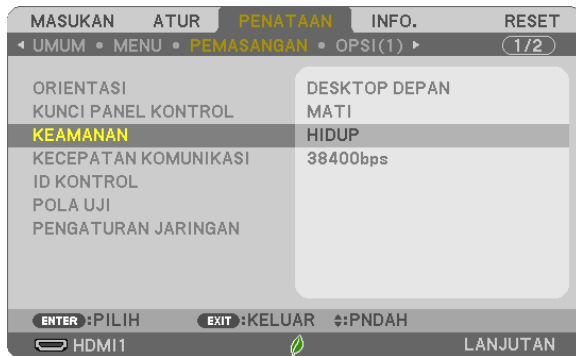 MASUKAN ATUR PENATAAN INFO. RESET
◀ UMUM • MENU • PEMASANGAN • OPSI(1) ▶ 1/2
ORIENTASI DESKTOP DEPAN
KUNCI PANEL KONTROL MATI
KEAMANAN HIDUP
KECEPATAN KOMUNIKASI 38400bps
ID KONTROL
POLA UJI
PENGATURAN JARINGAN
ENTER :PILIH EXIT :KELUAR ◆:PNDAH
HDMI1 LANJUTAN